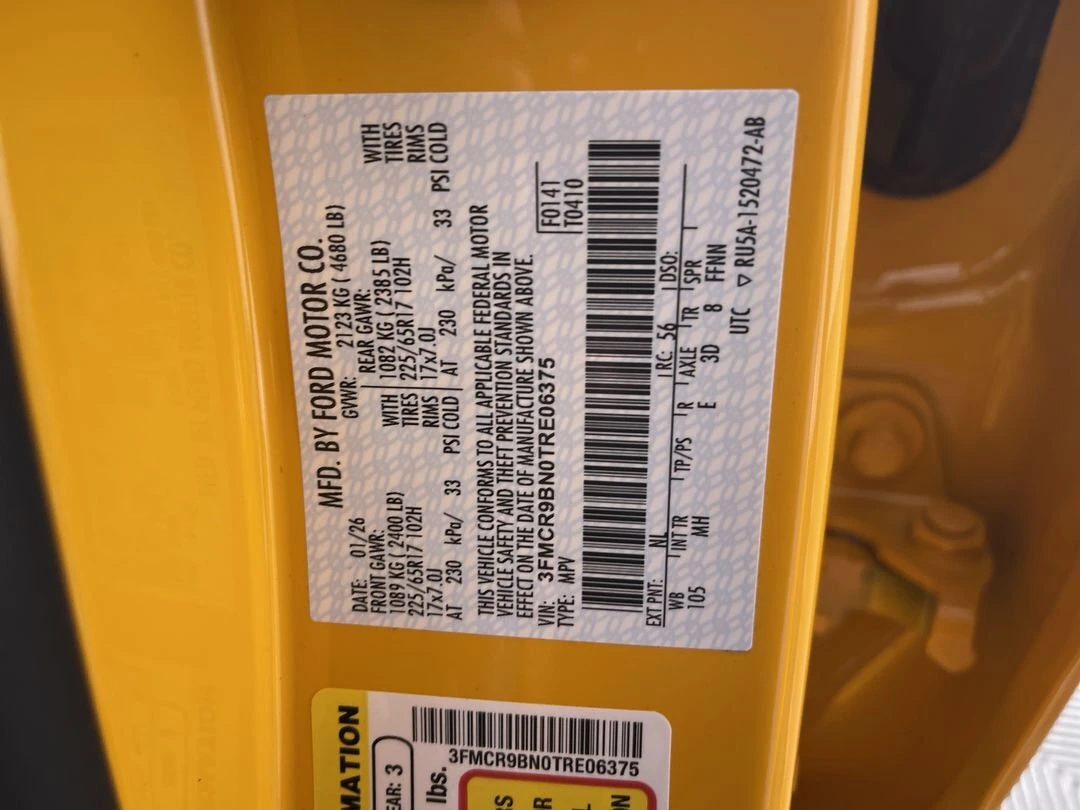 MFD. BY FORD MOTOR CO.
DATE: 01/26 GVWR: 2123 KG ( 4680 LB)
FRONT GAWR: REAR GAWR:
1089 KG ( 2400 LB) WITH 1082 KG ( 2385 LB) WITH
225/65R17 102H TIRES 225/65R17 102H TIRES
17x7.0J RIMS 17x7.0J RIMS
AT 230 kPa/ 33 PSI COLD AT 230 kPa/ 33 PSI COLD
THIS VEHICLE CONFORMS TO ALL APPLICABLE FEDERAL MOTOR
VEHICLE SAFETY AND THEFT PREVENTION STANDARDS IN
EFFECT ON THE DATE OF MANUFACTURE SHOWN ABOVE.
VIN: 3FMCR9BN0TRE06375 F0141
TYPE: MPV T0410
EXT PNT: NL RC: 56 DSO:
WB INT TR TP/PS R AXLE TR SPR
105 MH E 3D 8 FFNN
UTC ▽ RU5A-1520472-AB
MATION
EAR: 3
lbs.
3FMCR9BN0TRE06375
RS
R
L
ON